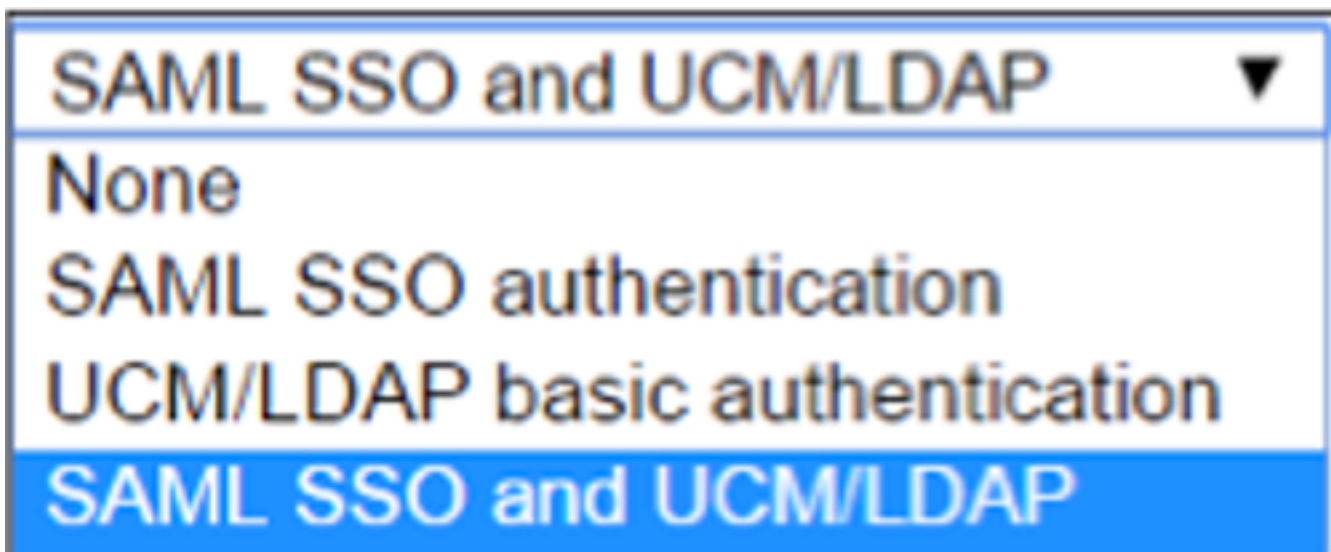 SAML SSO and UCM/LDAP
None
SAML SSO authentication
UCM/LDAP basic authentication
SAML SSO and UCM/LDAP